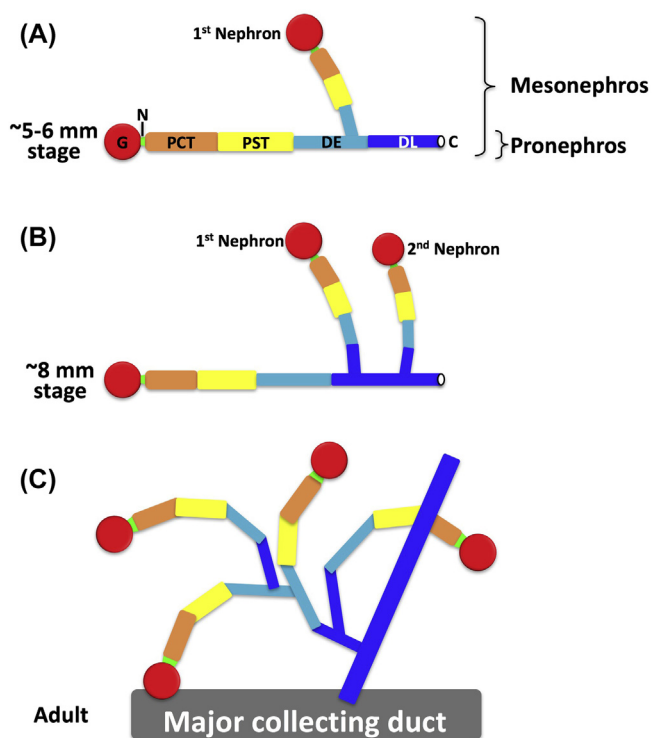 (A)
1st Nephron
Mesonephros
N
~5-6 mm
stage
G
PCT
PST
DE
DL
C
Pronephros
(B)
1st Nephron
2nd Nephron
~8 mm
stage
(C)
Adult
Major collecting duct